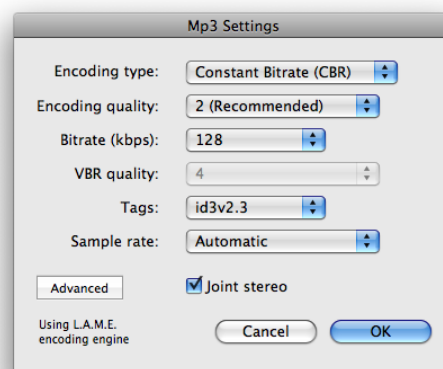 Mp3 Settings
Encoding type: Constant Bitrate (CBR)
Encoding quality: 2 (Recommended)
Bitrate (kbps): 128
VBR quality: 4
Tags: id3v2.3
Sample rate: Automatic
Advanced Joint stereo
Using L.A.M.E.
encoding engine
Cancel OK